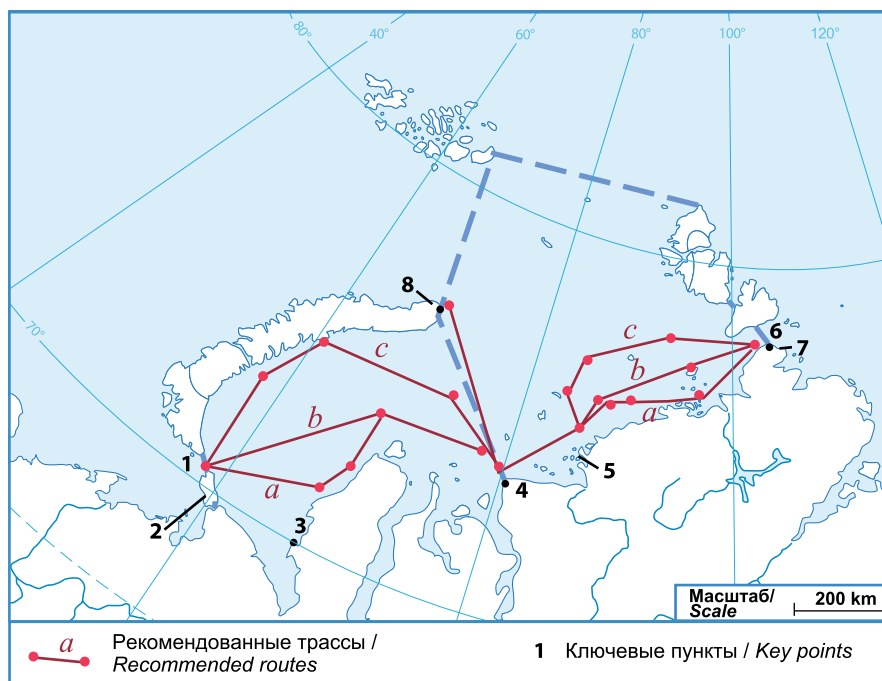 80° 40° 60° 80° 100° 120°
8
6
c
c
7
70°
b
b
a
1
a
5
4
2
3
Масштаб/
Scale
200 km
a
Рекомендованные трассы /
Recommended routes
1 Ключевые пункты / Key points